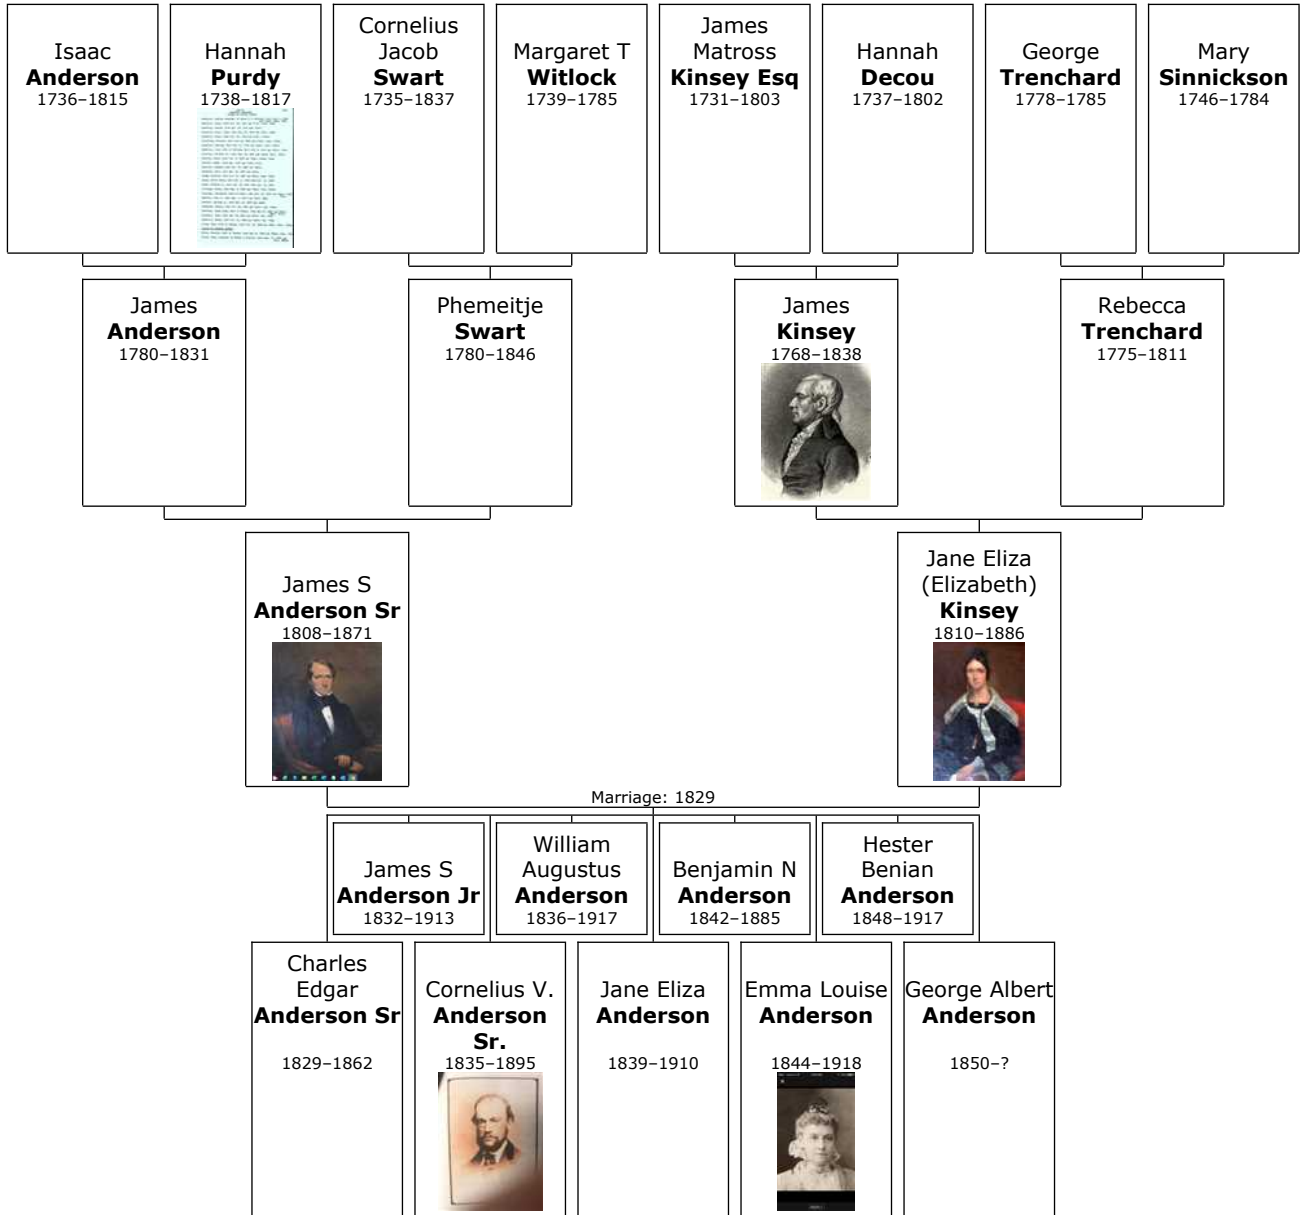 Isaac
Anderson
1736–1815
Hannah
Purdy
1738–1817
Cornelius
Jacob
Swart
1735–1837
Margaret T
Witlock
1739–1785
James
Matross
Kinsey Esq
1731–1803
Hannah
Decou
1737–1802
George
Trenchard
1778–1785
Mary
Sinnickson
1746–1784
James
Anderson
1780–1831
Phemeitje
Swart
1780–1846
James
Kinsey
1768–1838
Rebecca
Trenchard
1775–1811
James S
Anderson Sr
1808–1871
Jane Eliza
(Elizabeth)
Kinsey
1810–1886
Marriage: 1829
James S
Anderson Jr
1832–1913
William
Augustus
Anderson
1836–1917
Benjamin N
Anderson
1842–1885
Hester
Benian
Anderson
1848–1917
Charles
Edgar
Anderson Sr
1829–1862
Cornelius V.
Anderson
Sr.
1835–1895
Jane Eliza
Anderson
1839–1910
Emma Louise
Anderson
1844–1918
George Albert
Anderson
1850–?